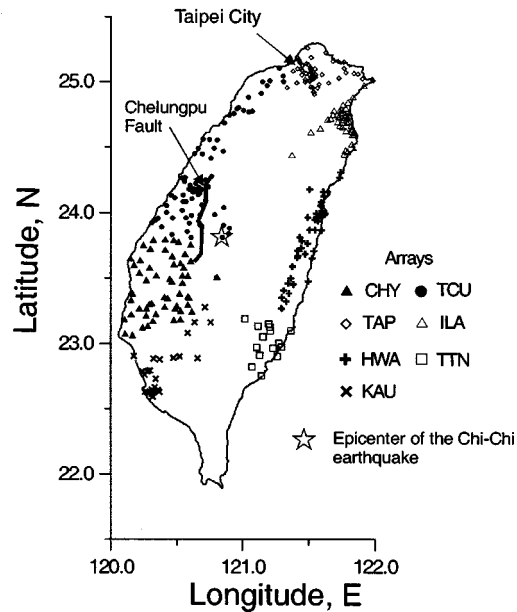 Taipei City
25.0
Chelungpu
Fault
24.0
Latitude, N
Arrays
CHY
TCU
TAP
ILA
23.0
HWA
TTN
KAU
Epicenter of the Chi-Chi
earthquake
22.0
120.0
121.0
122.0
Longitude, E